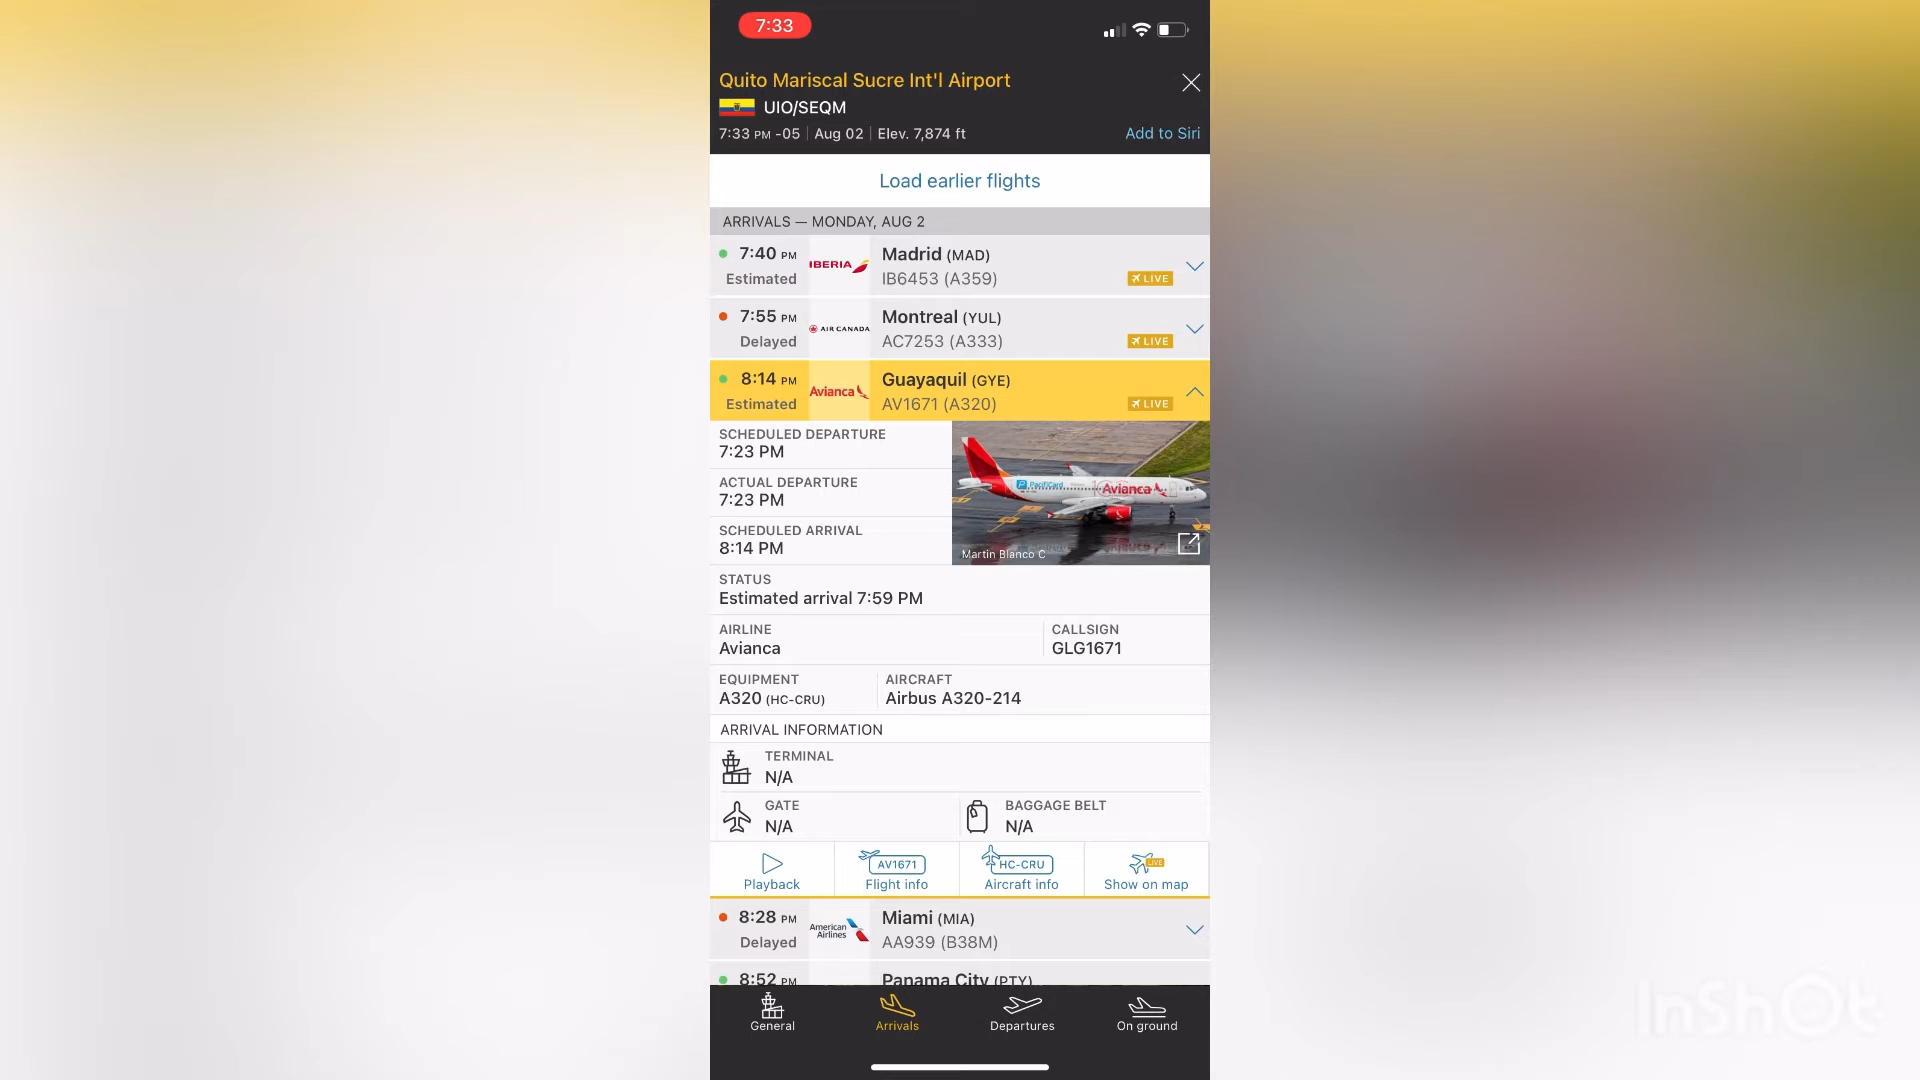 7:33
Quito Mariscal Sucre Int'l Airport
UIO/SEQM
7:33 PM -05 | Aug 02 | Elev. 7,874 ft
Add to Siri
Load earlier flights
ARRIVALS — MONDAY, AUG 2
7:40 PM
Estimated
IBERIA
Madrid (MAD)
IB6453 (A359)
LIVE
7:55 PM
Delayed
AIR CANADA
Montreal (YUL)
AC7253 (A333)
LIVE
8:14 PM
Estimated
Avianca
Guayaquil (GYE)
AV1671 (A320)
LIVE
SCHEDULED DEPARTURE
7:23 PM
ACTUAL DEPARTURE
7:23 PM
SCHEDULED ARRIVAL
8:14 PM
PacifiCard
Avianca
Martin Blanco C
STATUS
Estimated arrival 7:59 PM
AIRLINE
Avianca
CALLSIGN
GLG1671
EQUIPMENT
A320 (HC-CRU)
AIRCRAFT
Airbus A320-214
ARRIVAL INFORMATION
TERMINAL
N/A
GATE
N/A
BAGGAGE BELT
N/A
Playback
AV1671
Flight info
HC-CRU
Aircraft info
LIVE
Show on map
8:28 PM
Delayed
American
Airlines
Miami (MIA)
AA939 (B38M)
8:52 PM
Panama City (PTY)
General
Arrivals
Departures
On ground
InShOt